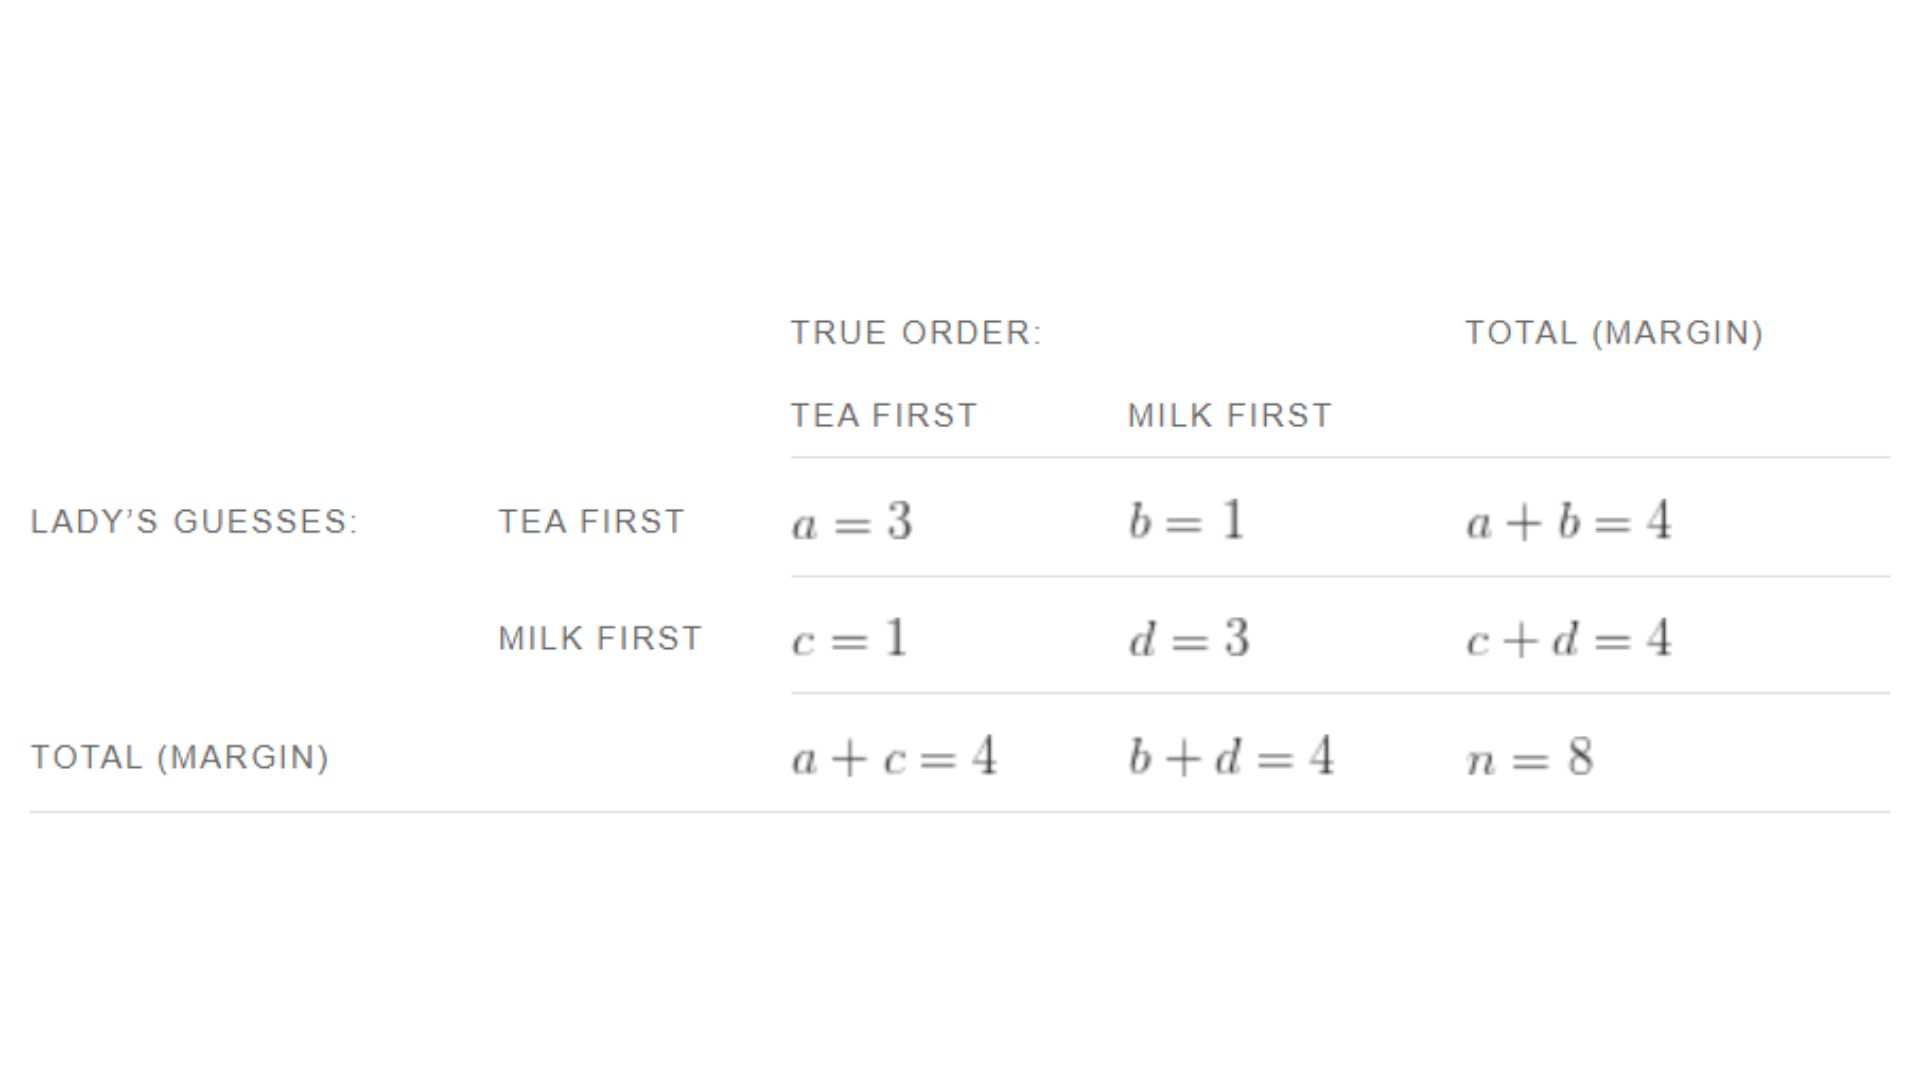 TRUE ORDER: TOTAL (MARGIN)
TEA FIRST MILK FIRST
LADY’S GUESSES: TEA FIRST a = 3 b = 1 a + b = 4
MILK FIRST c = 1 d = 3 c + d = 4
TOTAL (MARGIN) a + c = 4 b + d = 4 n = 8